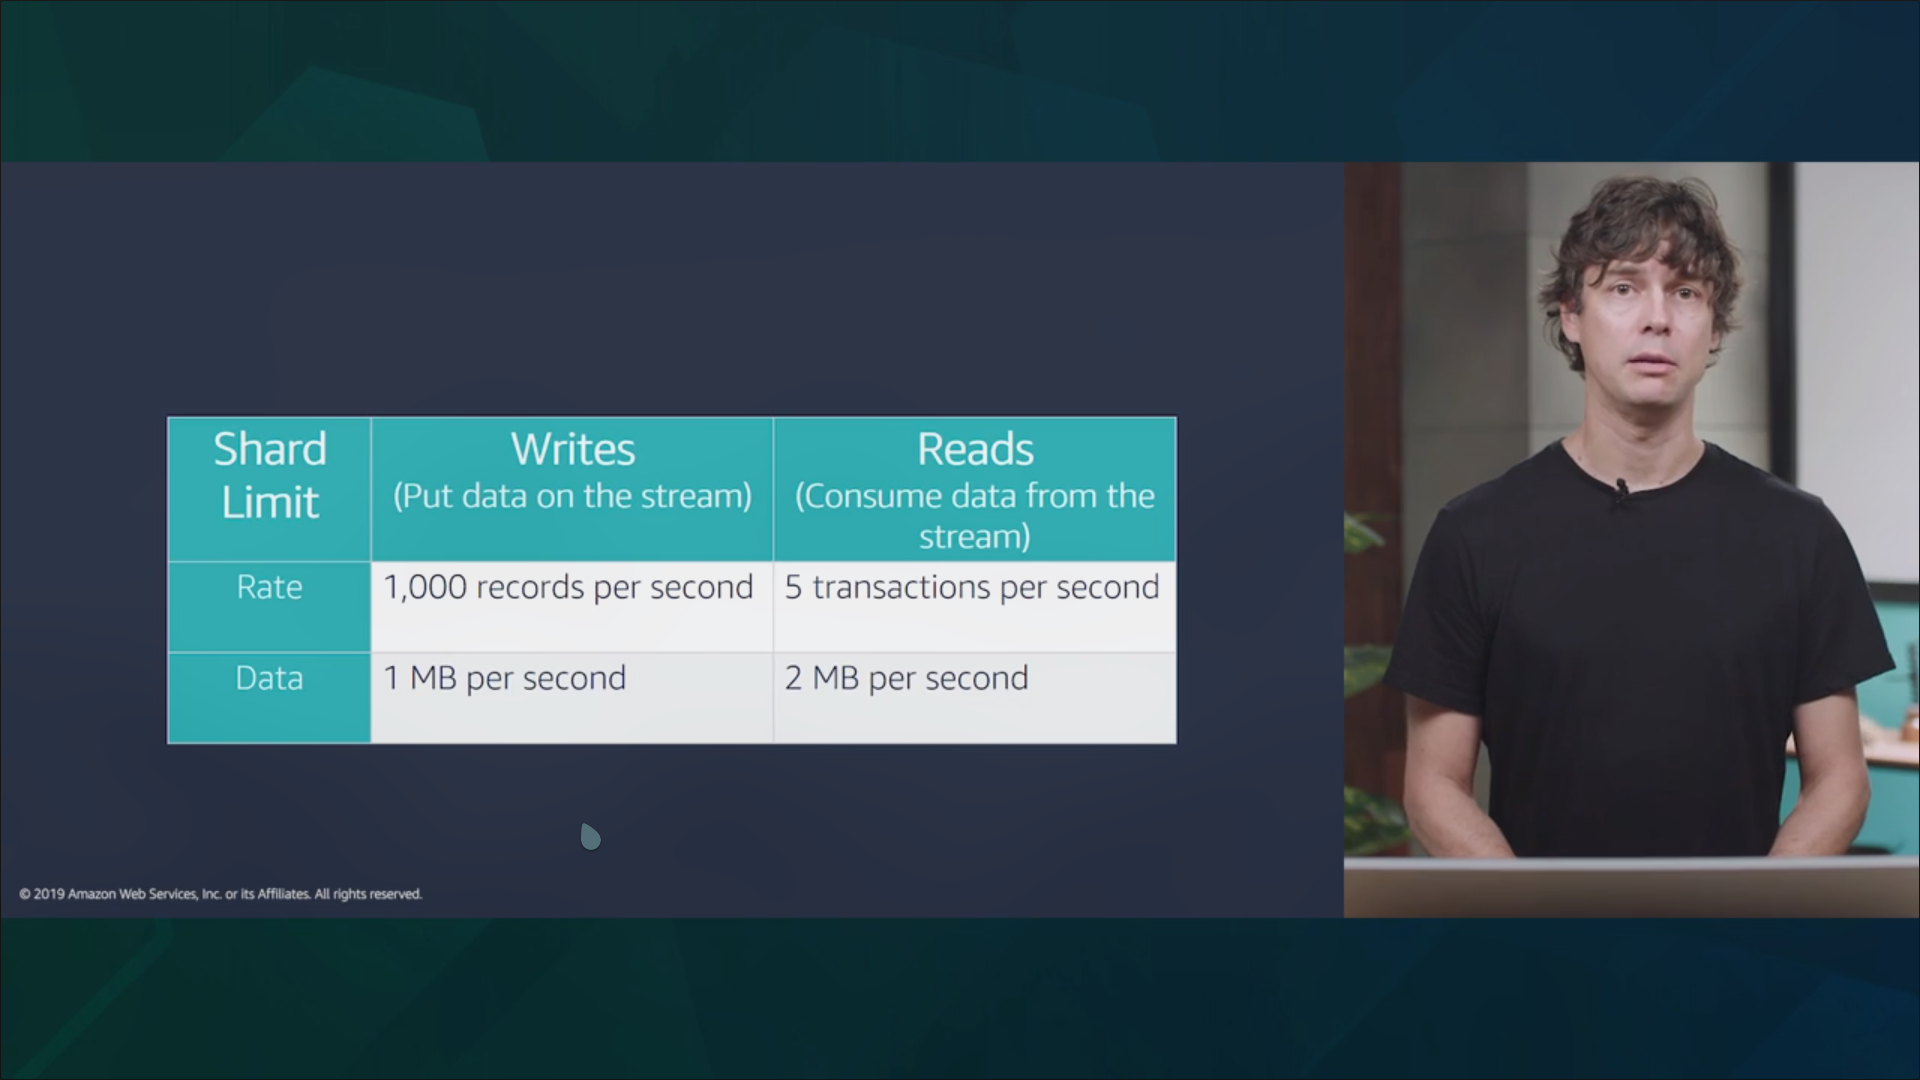 Shard
Limit
Writes
(Put data on the stream)
Reads
(Consume data from the
stream)
Rate
1,000 records per second
5 transactions per second
Data
1 MB per second
2 MB per second
© 2019 Amazon Web Services, Inc. or its Affiliates. All rights reserved.